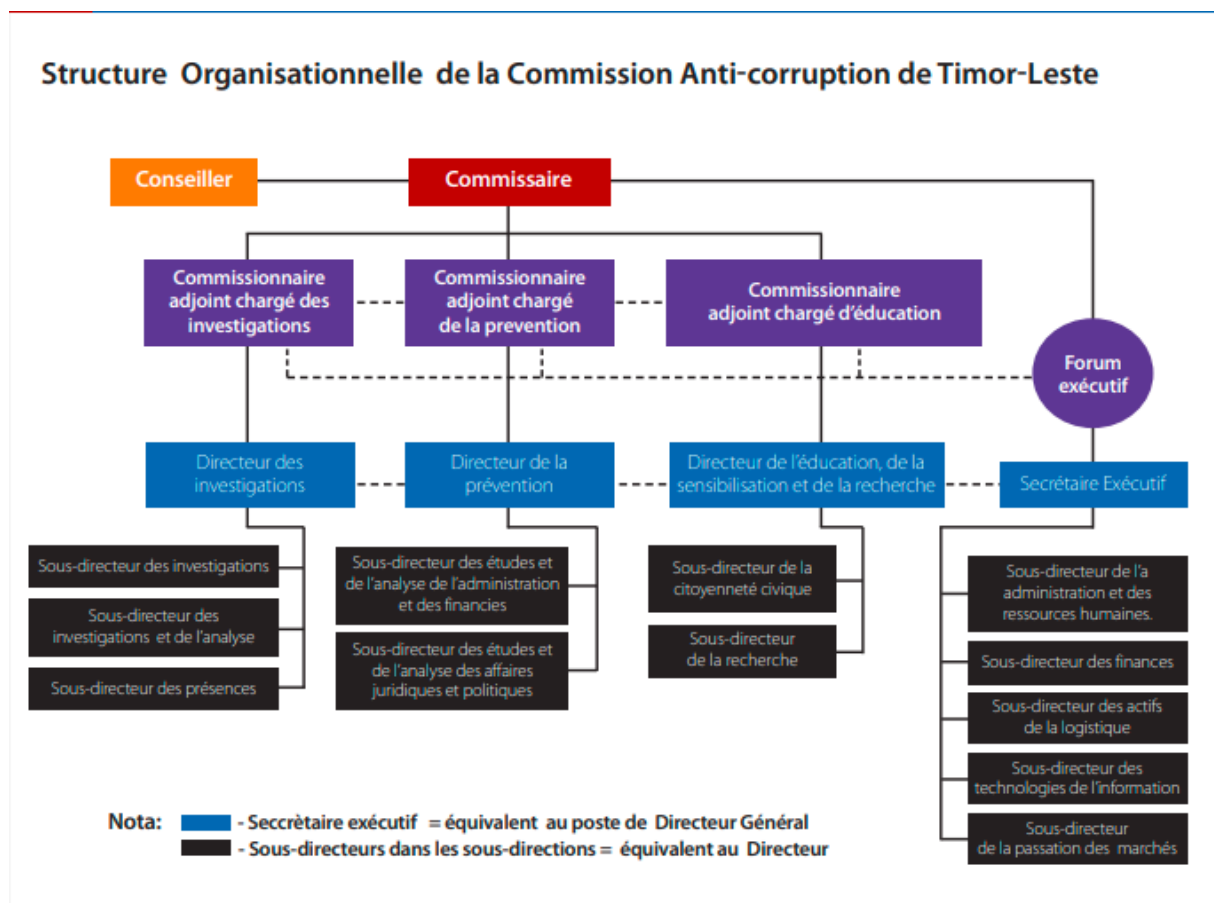 Structure Organisationnelle de la Commission Anti-corruption de Timor-Leste
Conseiller
Commissaire
Commissionnaire
adjoint chargé des
investigations
Commissionnaire
adjoint chargé
de la prevention
Commissionnaire
adjoint chargé d'éducation
Forum
exécutif
Directeur des
investigations
Directeur de la
prévention
Directeur de l'éducation, de la
sensibilisation et de la recherche
Secrétaire Exécutif
Sous-directeur des investigations
Sous-directeur des
investigations et de l'analyse
Sous-directeur des présences
Sous-directeur des études et
de l'analyse de l'administration
et des financies
Sous-directeur des études et
de l'analyse des affaires
juridiques et politiques
Sous-directeur de la
citoyenneté civique
Sous-directeur
de la recherche
Sous-directeur de l'a
administration et des
ressources humaines.
Sous-directeur des finances
Sous-directeur des actifs
de la logistique
Sous-directeur des
technologies de l'information
Sous-directeur
de la passation des marchés
Nota: - Seccrètaire exécutif = équivalent au poste de Directeur Général
- Sous-directeurs dans les sous-directions = équivalent au Directeur